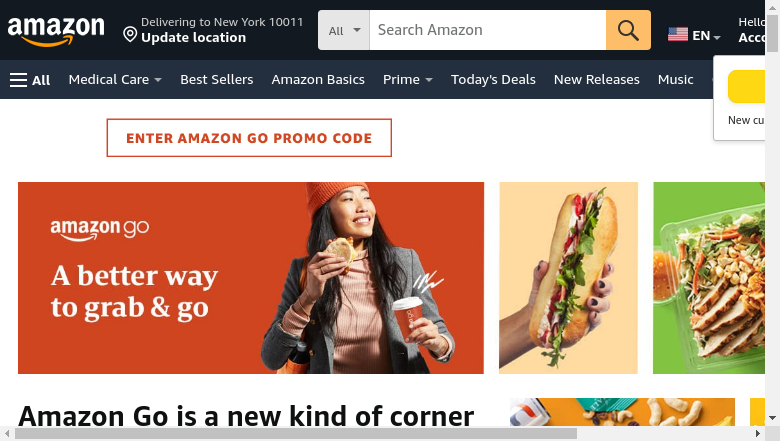 amazon
Delivering to New York 10011
Update location
All
Search Amazon
EN
Hello
Acco
All
Medical Care
Best Sellers
Amazon Basics
Prime
Today's Deals
New Releases
Music
New cu
ENTER AMAZON GO PROMO CODE
amazon go
A better way
to grab & go
Amazon Go is a new kind of corner